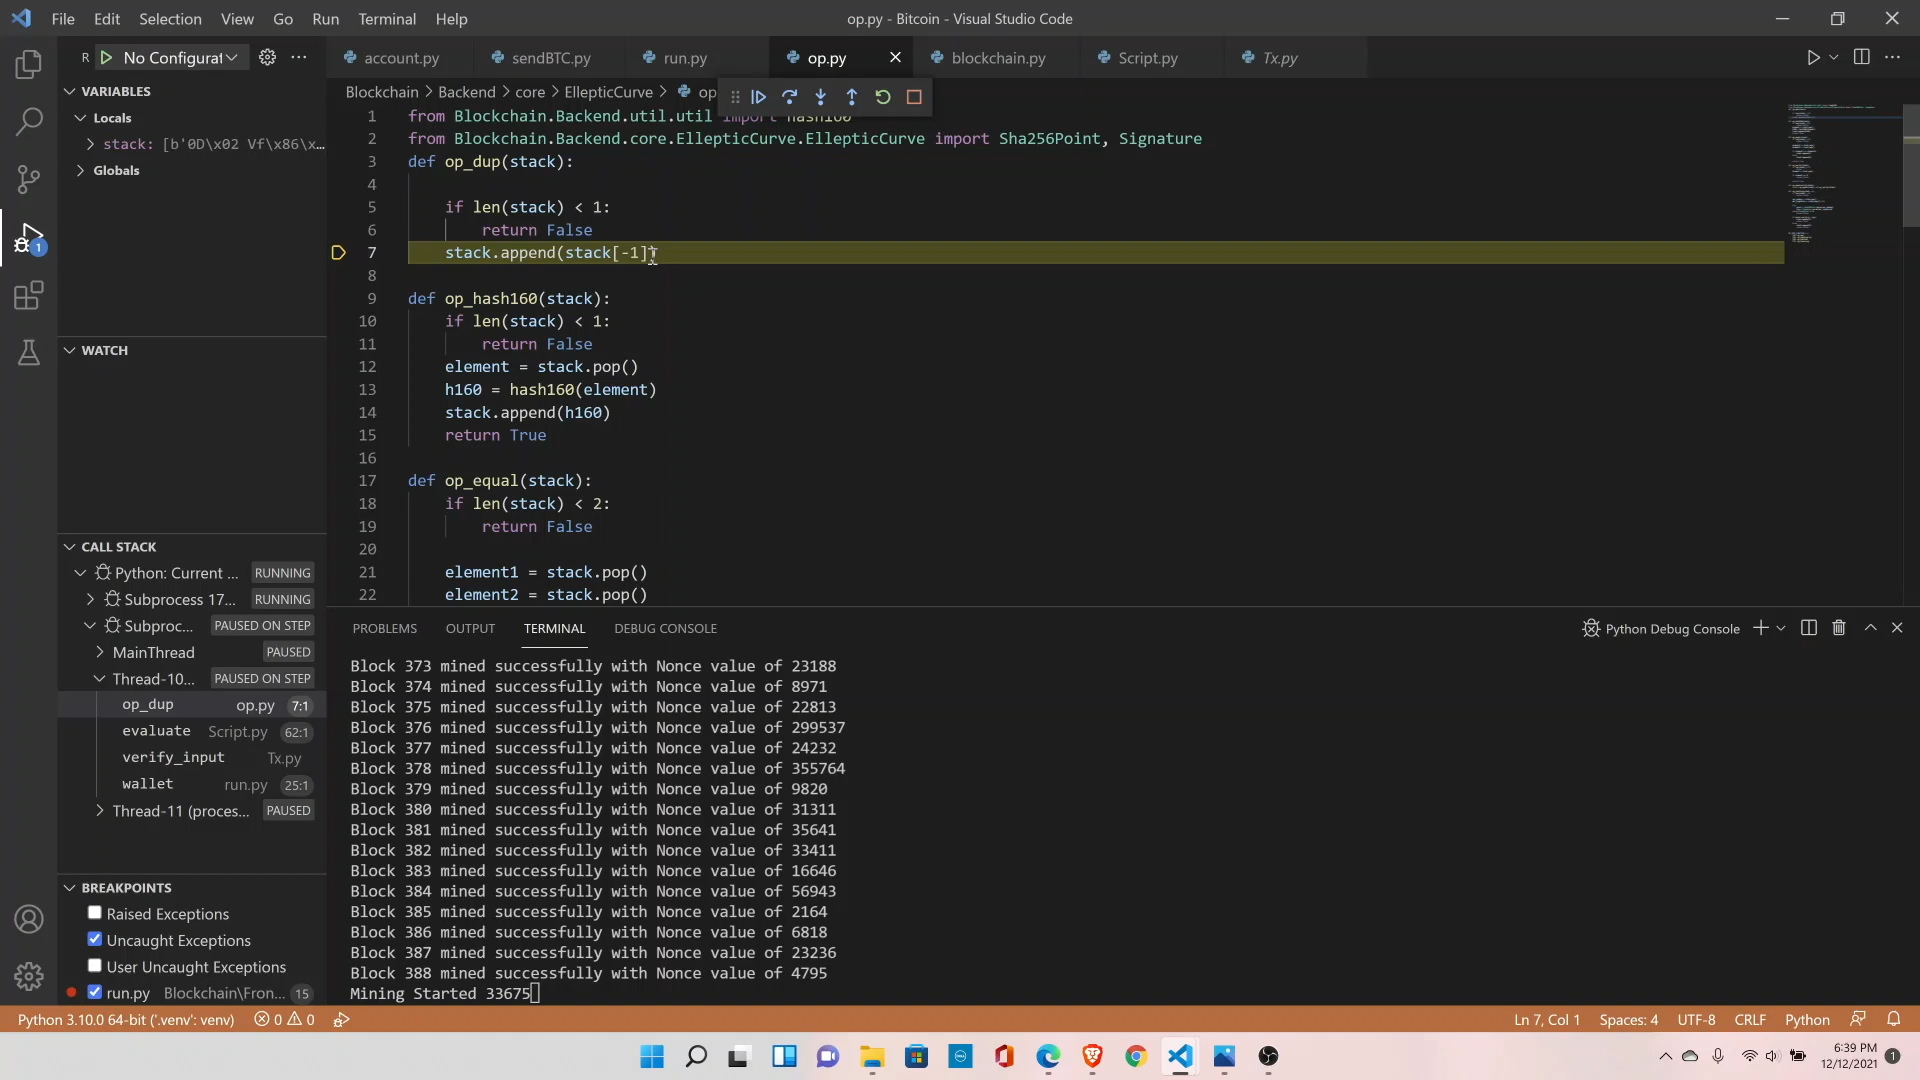 File Edit Selection View Go Run Terminal Help
op.py - Bitcoin - Visual Studio Code
R No Configurat
account.py sendBTC.py run.py op.py blockchain.py Script.py Tx.py
Blockchain > Backend > core > EllepticCurve > op
VARIABLES
Locals
stack: [b'0D\x02 Vf\x86\x...
Globals
WATCH
CALL STACK
Python: Current ... RUNNING
Subprocess 17... RUNNING
Subproc... PAUSED ON STEP
MainThread PAUSED
Thread-10... PAUSED ON STEP
op_dup op.py 7:1
evaluate Script.py 62:1
verify_input Tx.py
wallet run.py 25:1
Thread-11 (proces... PAUSED
BREAKPOINTS
Raised Exceptions
Uncaught Exceptions
User Uncaught Exceptions
run.py Blockchain\Fron... 15
1 from Blockchain.Backend.util.util import hash160
2 from Blockchain.Backend.core.EllepticCurve.EllepticCurve import Sha256Point, Signature
3 def op_dup(stack):
4
5 if len(stack) < 1:
6 return False
7 stack.append(stack[-1])
8
9 def op_hash160(stack):
10 if len(stack) < 1:
11 return False
12 element = stack.pop()
13 h160 = hash160(element)
14 stack.append(h160)
15 return True
16
17 def op_equal(stack):
18 if len(stack) < 2:
19 return False
20
21 element1 = stack.pop()
22 element2 = stack.pop()
PROBLEMS OUTPUT TERMINAL DEBUG CONSOLE
Python Debug Console
Block 373 mined successfully with Nonce value of 23188
Block 374 mined successfully with Nonce value of 8971
Block 375 mined successfully with Nonce value of 22813
Block 376 mined successfully with Nonce value of 299537
Block 377 mined successfully with Nonce value of 24232
Block 378 mined successfully with Nonce value of 355764
Block 379 mined successfully with Nonce value of 9820
Block 380 mined successfully with Nonce value of 31311
Block 381 mined successfully with Nonce value of 35641
Block 382 mined successfully with Nonce value of 33411
Block 383 mined successfully with Nonce value of 16646
Block 384 mined successfully with Nonce value of 56943
Block 385 mined successfully with Nonce value of 2164
Block 386 mined successfully with Nonce value of 6818
Block 387 mined successfully with Nonce value of 23236
Block 388 mined successfully with Nonce value of 4795
Mining Started 33675
Python 3.10.0 64-bit ('.venv': venv) 0 0
Ln 7, Col 1 Spaces: 4 UTF-8 CRLF Python
6:39 PM
12/12/2021 1